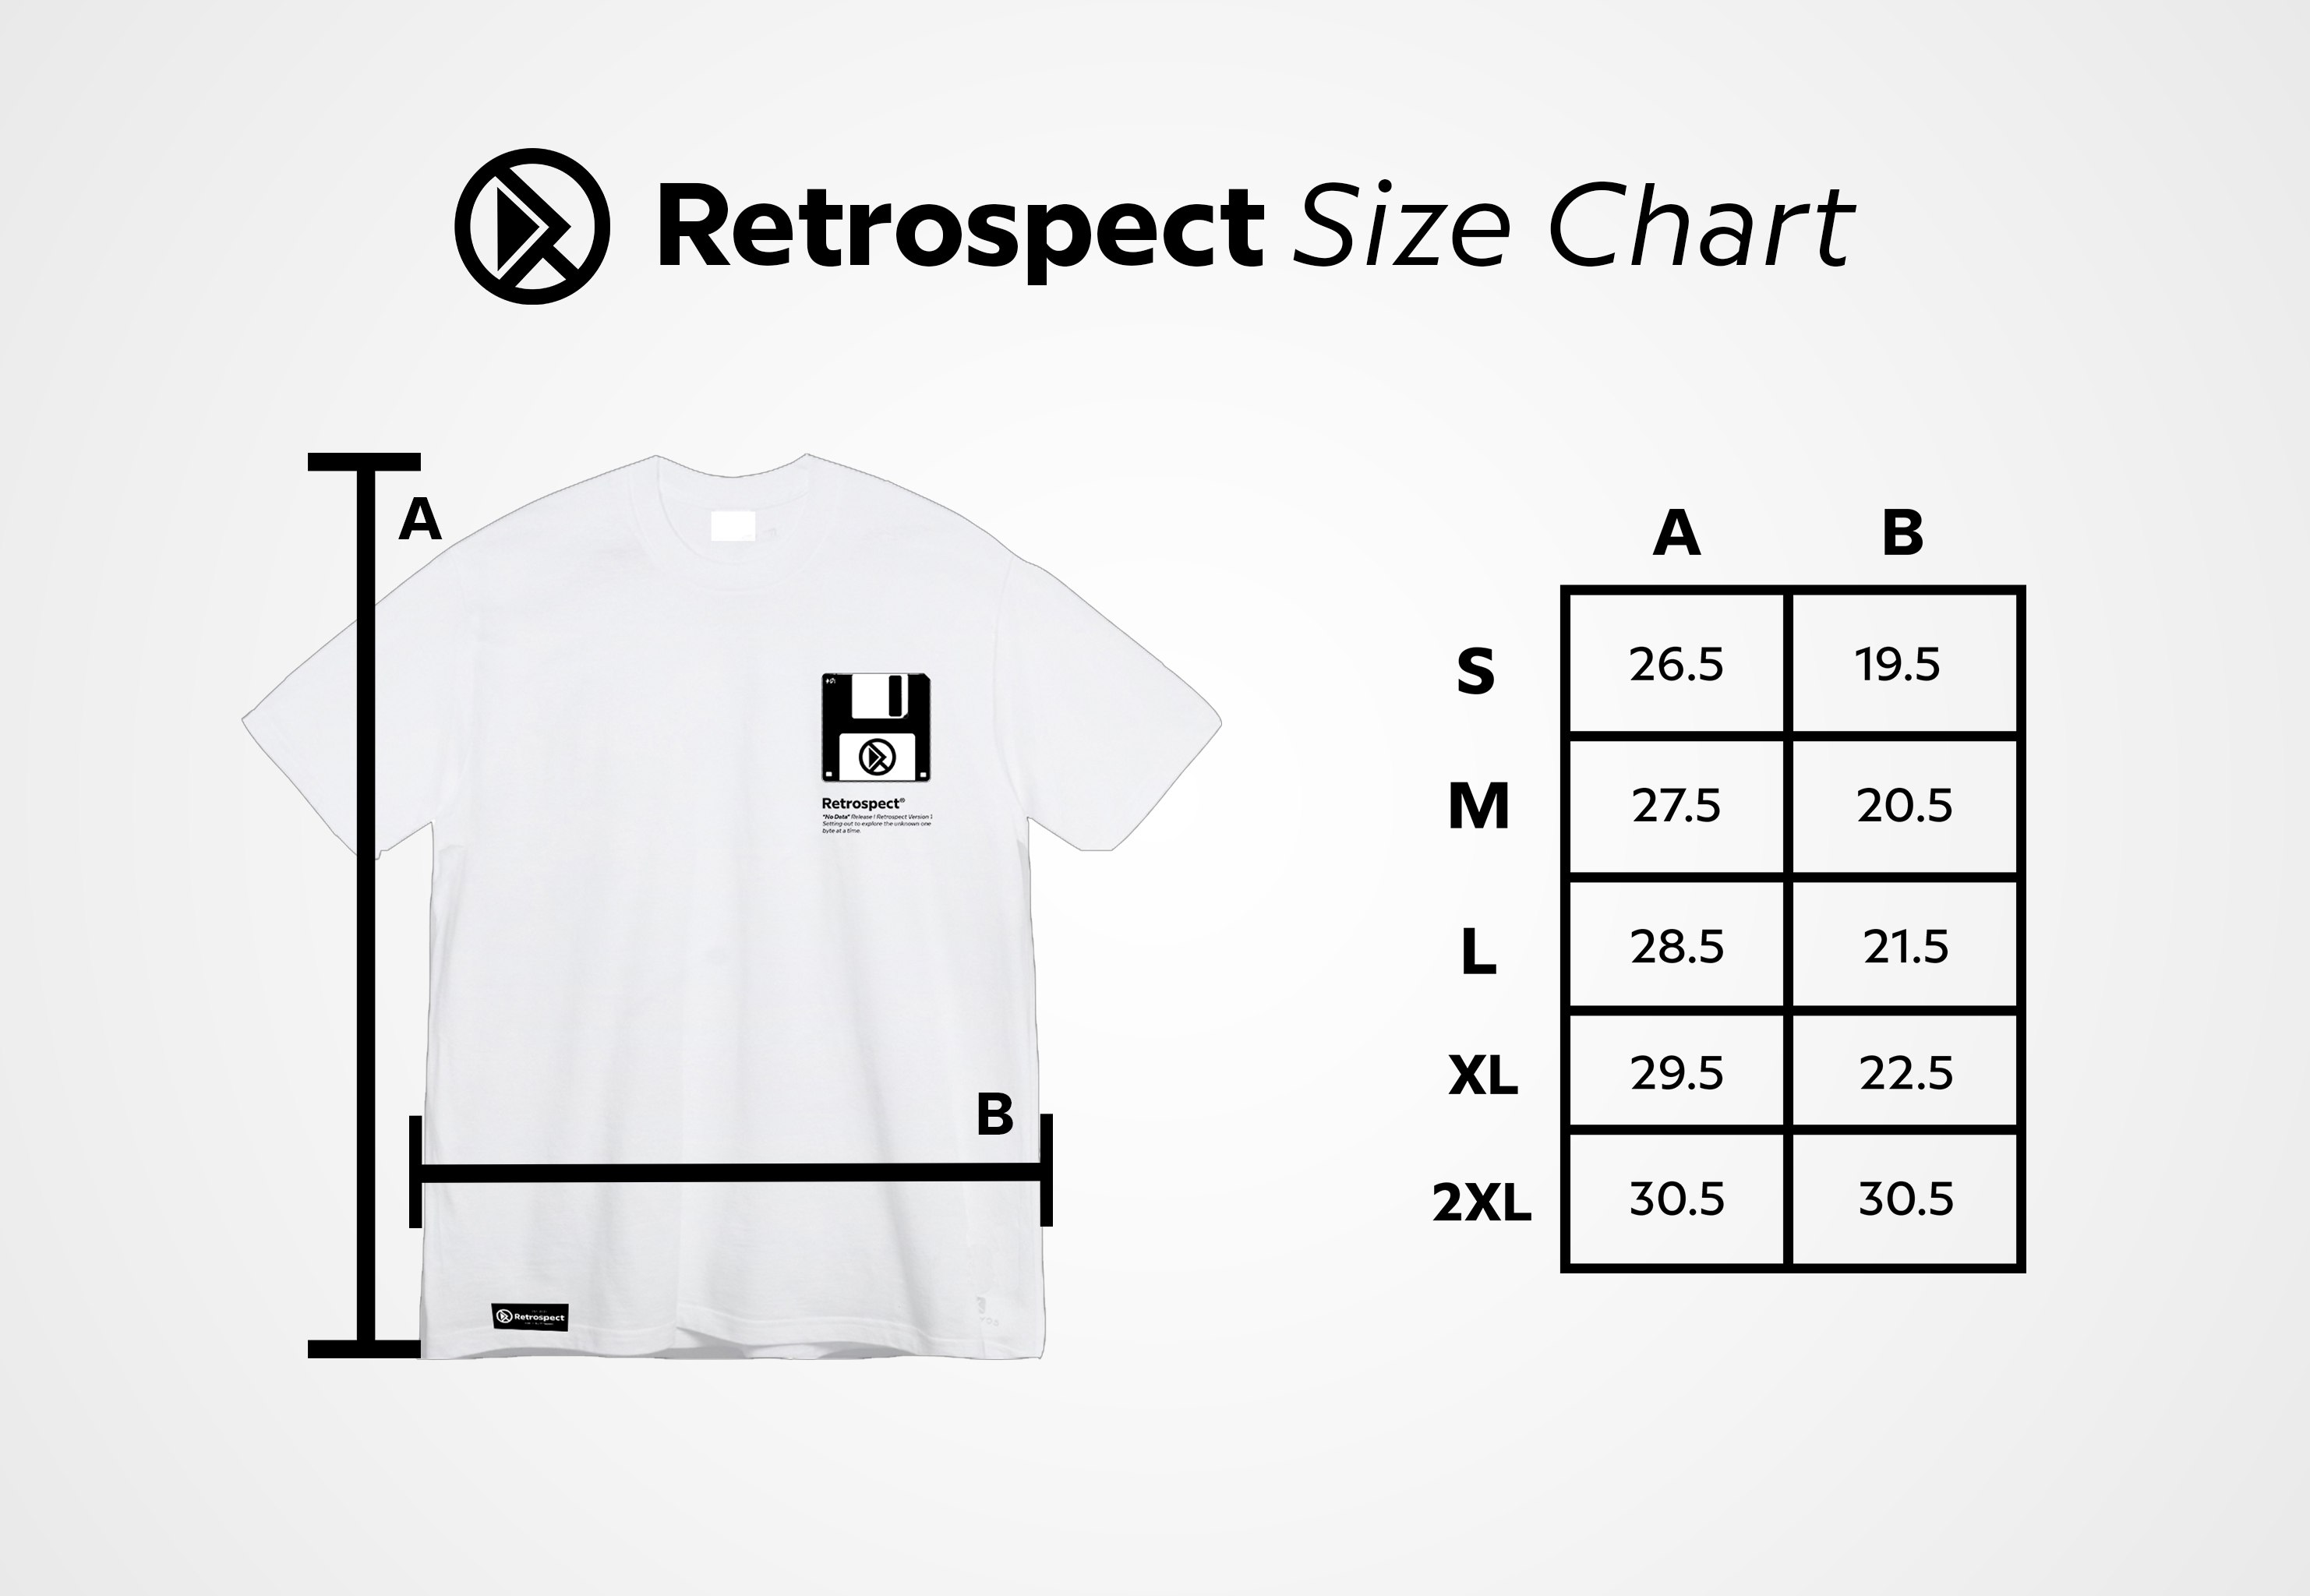 Retrospect Size Chart
A
Retrospect®
"No Data" Release | Retrospect Version 1
Setting out to explore the unknown one
byte at a time.
B
Retrospect
A B
S 26.5 19.5
M 27.5 20.5
L 28.5 21.5
XL 29.5 22.5
2XL 30.5 30.5